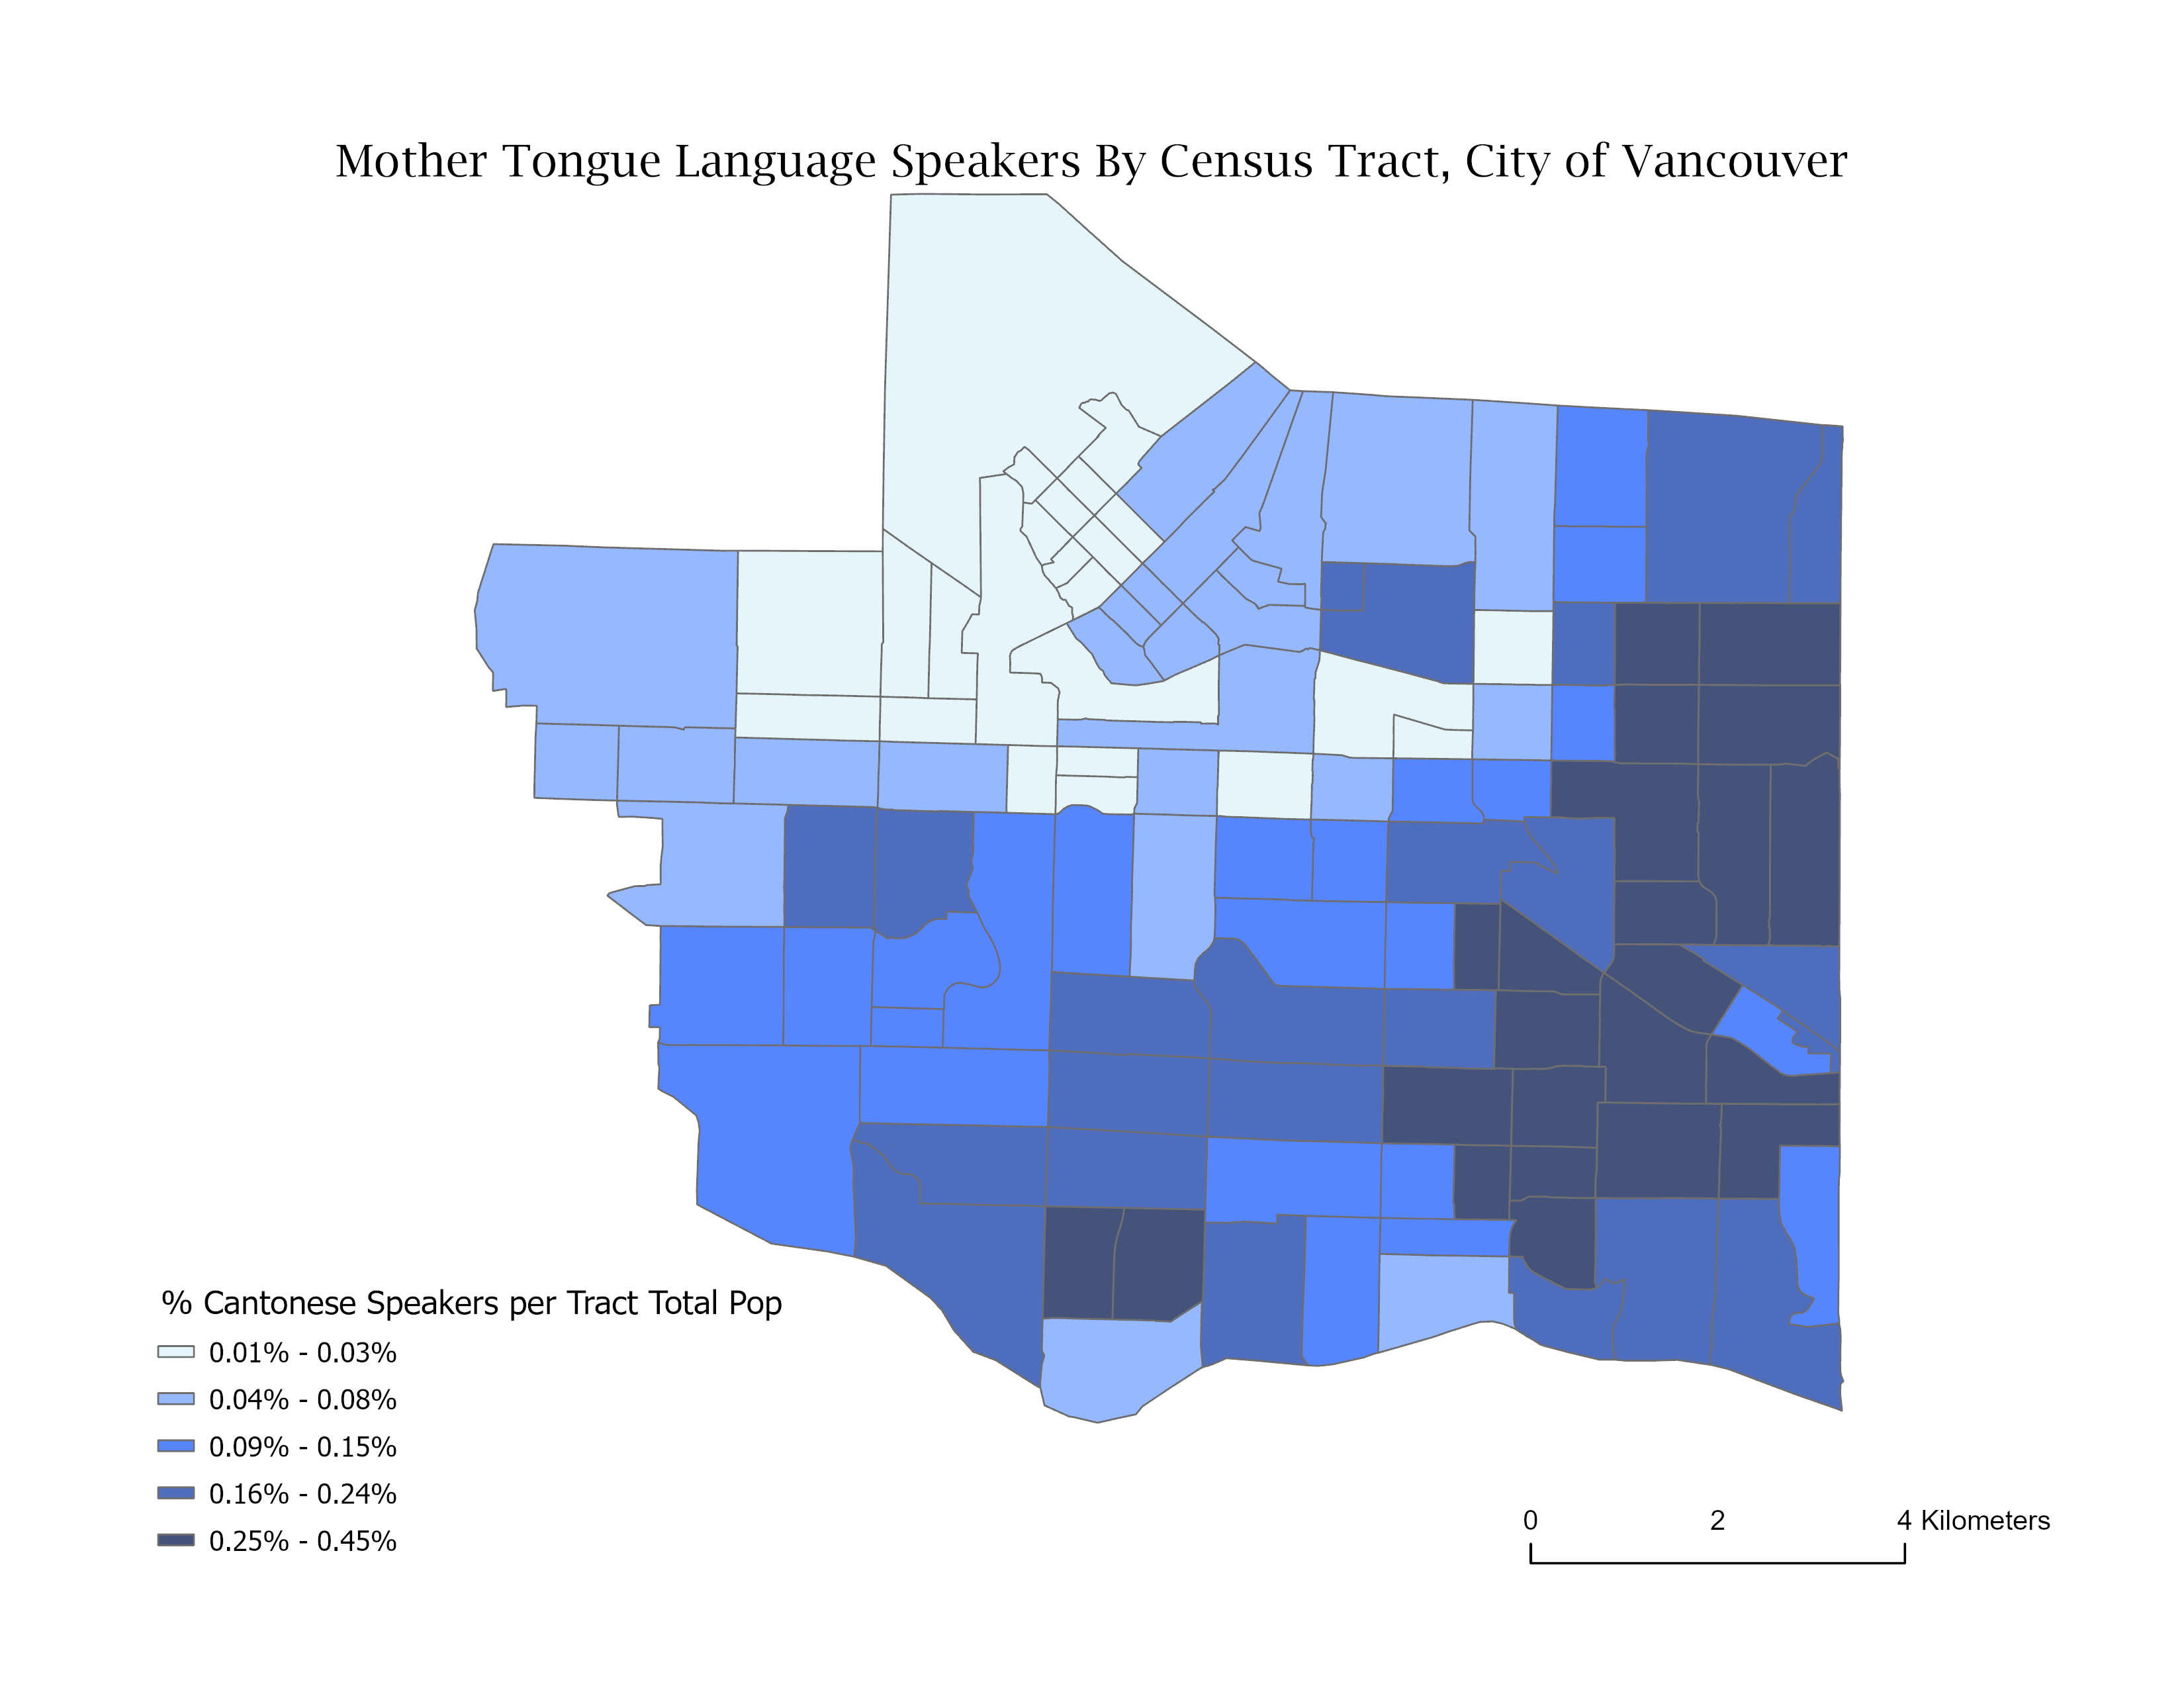 Mother Tongue Language Speakers By Census Tract, City of Vancouver
% Cantonese Speakers per Tract Total Pop
0.01% - 0.03%
0.04% - 0.08%
0.09% - 0.15%
0.16% - 0.24%
0.25% - 0.45%
0 2 4 Kilometers